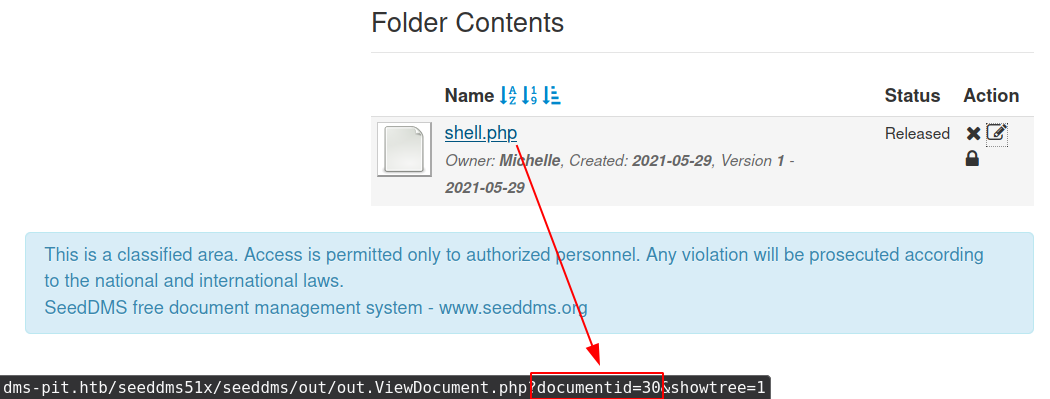 Folder Contents
Name Status Action
shell.php Released
Owner: Michelle, Created: 2021-05-29, Version 1 -
2021-05-29
This is a classified area. Access is permitted only to authorized personnel. Any violation will be prosecuted according
to the national and international laws.
SeedDMS free document management system - www.seeddms.org
dms-pit.htb/seeddms51x/seeddms/out/out.ViewDocument.php?documentid=30&showtree=1